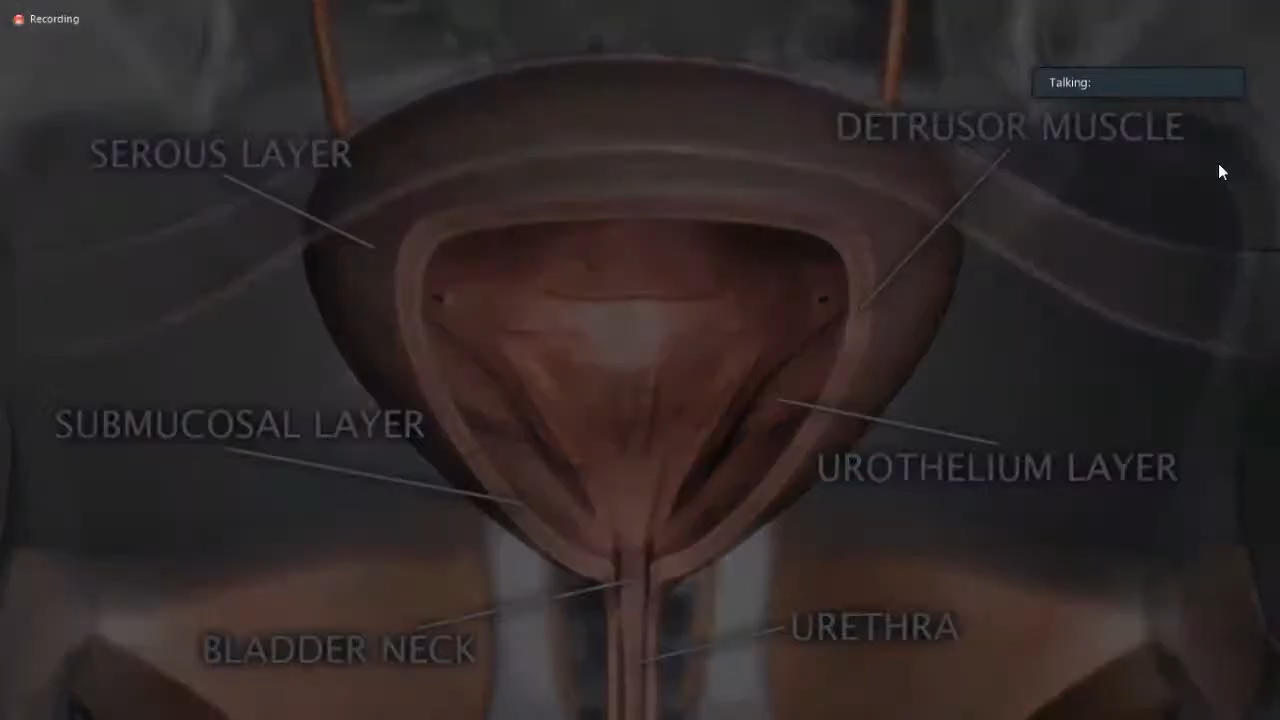 Recording
Talking:
DETRUSOR MUSCLE
SEROUS LAYER
SUBMUCOSAL LAYER
UROTHELIUM LAYER
URETHRA
BLADDER NECK